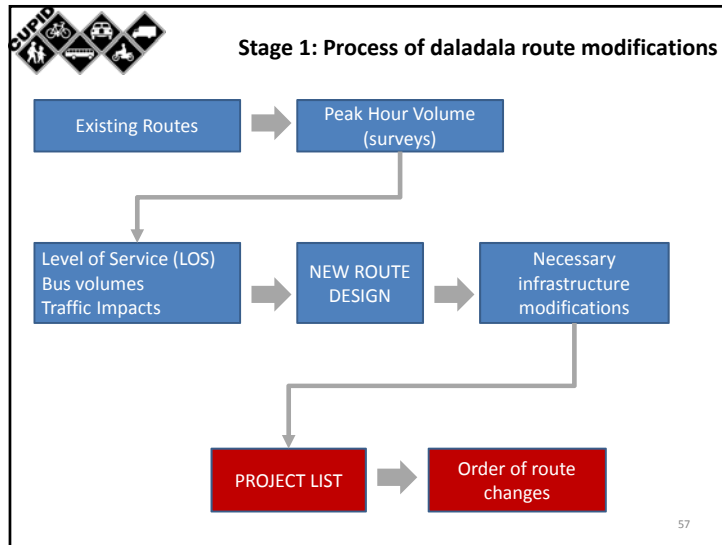 CUPID
Stage 1: Process of daladala route modifications
Existing Routes
Peak Hour Volume
(surveys)
Level of Service (LOS)
Bus volumes
Traffic Impacts
NEW ROUTE
DESIGN
Necessary
infrastructure
modifications
PROJECT LIST
Order of route
changes
57